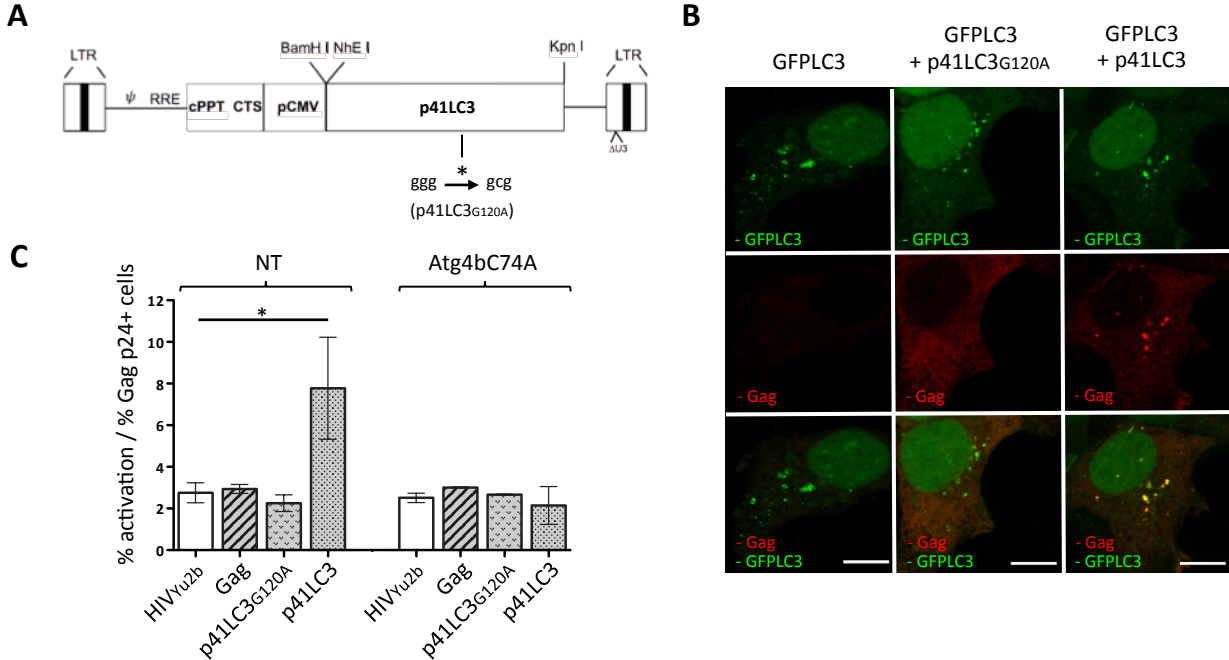 A
LTR
BamH I NhE I
Kpn I
LTR
ψ RRE
cPPT CTS pCMV
p41LC3
ΔU3
*
ggg gcg
(p41LC3G120A)
B
GFPLC3
GFPLC3
+ p41LC3G120A
GFPLC3
+ p41LC3
- GFPLC3
- GFPLC3
- GFPLC3
- Gag
- Gag
- Gag
- Gag
- GFPLC3
- Gag
- GFPLC3
- Gag
- GFPLC3
C
NT
Atg4bC74A
% activation / % Gag p24+ cells
12
10
8
6
4
2
0
*
HIVYu2b
Gag
p41LC3G120A
p41LC3
HIVYu2b
Gag
p41LC3G120A
p41LC3